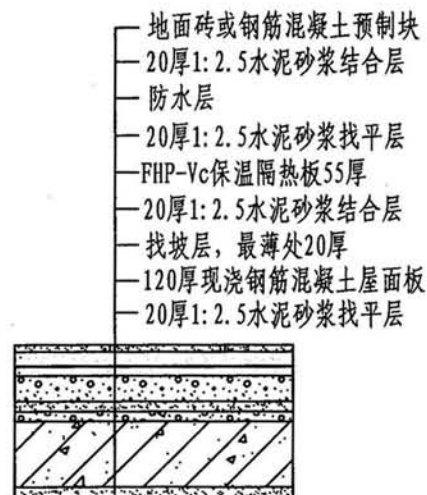 地面砖或钢筋混凝土预制块
20厚1:2.5水泥砂浆结合层
防水层
20厚1:2.5水泥砂浆找平层
FHP-Vc保温隔热板55厚
20厚1:2.5水泥砂浆结合层
找坡层，最薄处20厚
120厚现浇钢筋混凝土屋面板
20厚1:2.5水泥砂浆找平层